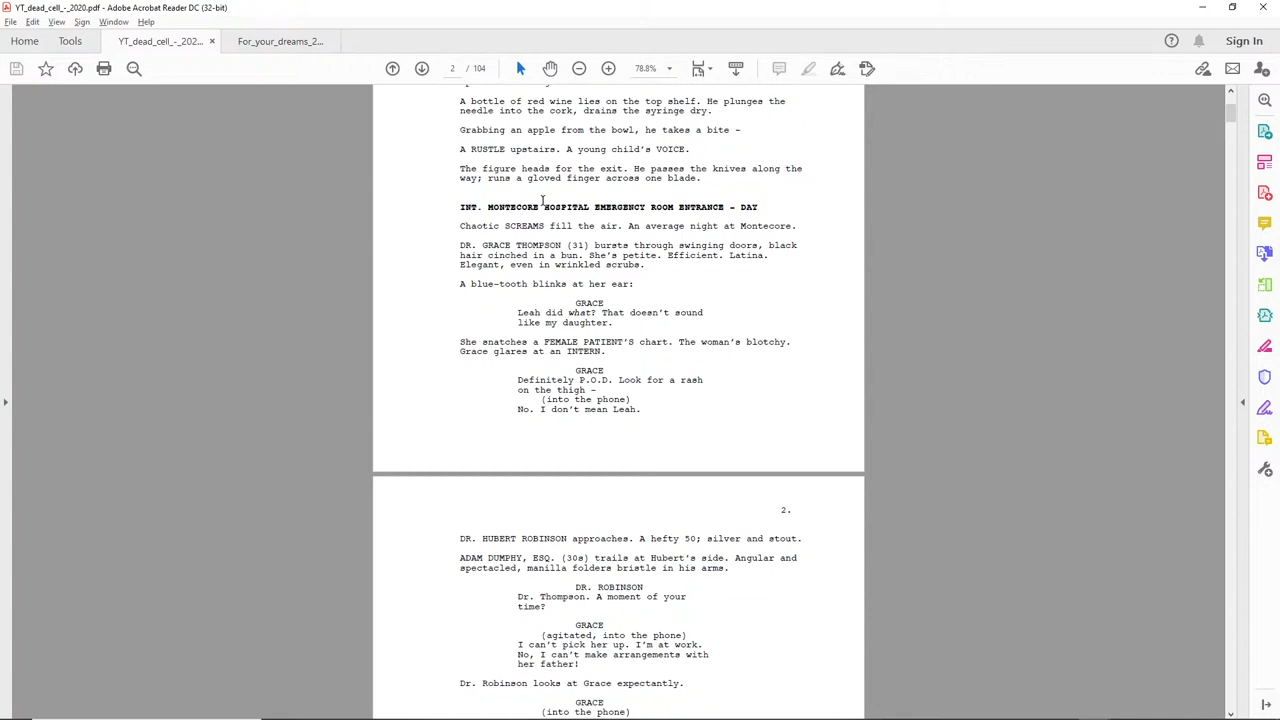 YT_dead_cell_-_2020.pdf - Adobe Acrobat Reader DC (32-bit)
File Edit View Sign Window Help
Home Tools YT_dead_cell_-_202... × For_your_dreams_2... Sign In
2 / 104 78.8%
A bottle of red wine lies on the top shelf. He plunges the
needle into the cork, drains the syringe dry.
Grabbing an apple from the bowl, he takes a bite -
A RUSTLE upstairs. A young child's VOICE.
The figure heads for the exit. He passes the knives along the
way; runs a gloved finger across one blade.
INT. MONTECORE HOSPITAL EMERGENCY ROOM ENTRANCE - DAY
Chaotic SCREAMS fill the air. An average night at Montecore.
DR. GRACE THOMPSON (31) bursts through swinging doors, black
hair cinched in a bun. She's petite. Efficient. Latina.
Elegant, even in wrinkled scrubs.
A blue-tooth blinks at her ear:
GRACE
Leah did what? That doesn't sound
like my daughter.
She snatches a FEMALE PATIENT'S chart. The woman's blotchy.
Grace glares at an INTERN.
GRACE
Definitely P.O.D. Look for a rash
on the thigh -
(into the phone)
No. I don't mean Leah.
2.
DR. HUBERT ROBINSON approaches. A hefty 50; silver and stout.
ADAM DUMPHY, ESQ. (30s) trails at Hubert's side. Angular and
spectacled, manilla folders bristle in his arms.
DR. ROBINSON
Dr. Thompson. A moment of your
time?
GRACE
(agitated, into the phone)
I can't pick her up. I'm at work.
No, I can't make arrangements with
her father!
Dr. Robinson looks at Grace expectantly.
GRACE
(into the phone)